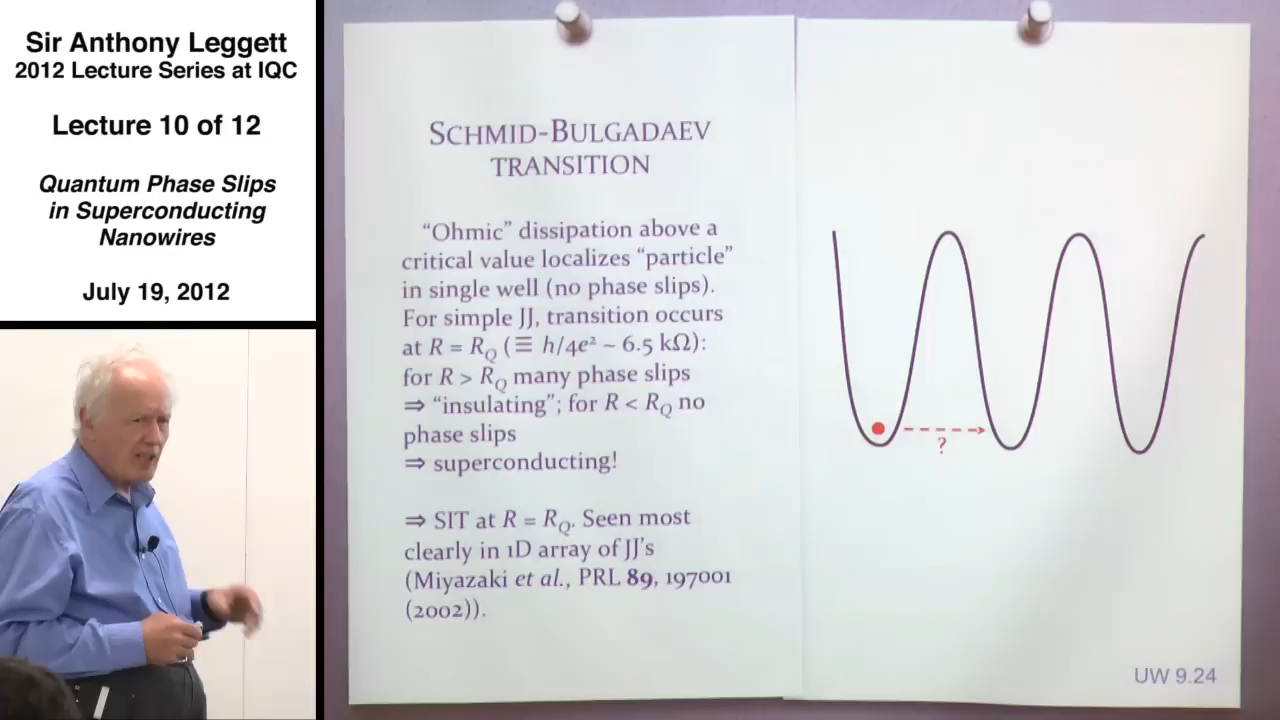 Sir Anthony Leggett
2012 Lecture Series at IQC
Lecture 10 of 12
Quantum Phase Slips
in Superconducting
Nanowires
July 19, 2012
SCHMID-BULGADAEV
TRANSITION
“Ohmic” dissipation above a
critical value localizes “particle”
in single well (no phase slips).
For simple JJ, transition occurs
at R = R_Q (≡ h/4e² ~ 6.5 kΩ):
for R > R_Q many phase slips
⇒ “insulating”; for R < R_Q no
phase slips
⇒ superconducting!
⇒ SIT at R = R_Q. Seen most
clearly in 1D array of JJ's
(Miyazaki et al., PRL 89, 197001
(2002)).
?
UW 9.24